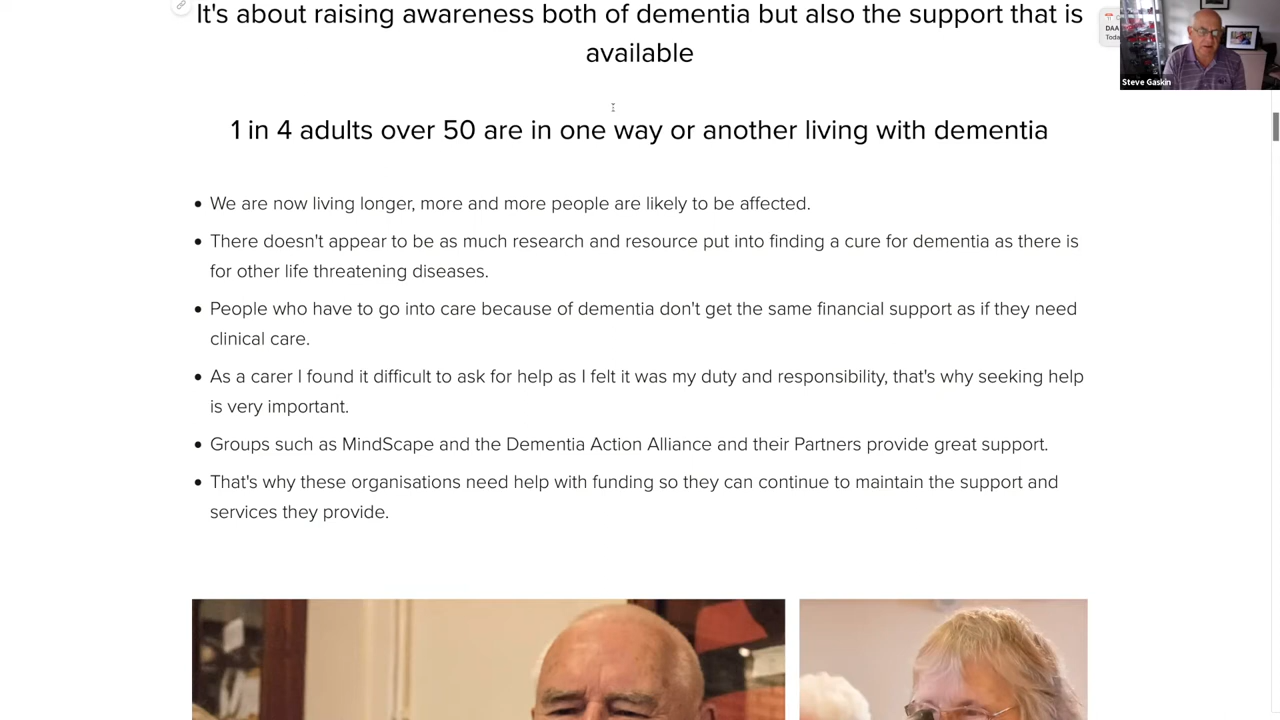 It's about raising awareness both of dementia but also the support that is
available
1 in 4 adults over 50 are in one way or another living with dementia
We are now living longer, more and more people are likely to be affected.
There doesn't appear to be as much research and resource put into finding a cure for dementia as there is
for other life threatening diseases.
People who have to go into care because of dementia don't get the same financial support as if they need
clinical care.
As a carer I found it difficult to ask for help as I felt it was my duty and responsibility, that's why seeking help
is very important.
Groups such as MindScape and the Dementia Action Alliance and their Partners provide great support.
That's why these organisations need help with funding so they can continue to maintain the support and
services they provide.
DAA
Toda
Steve Gaskin